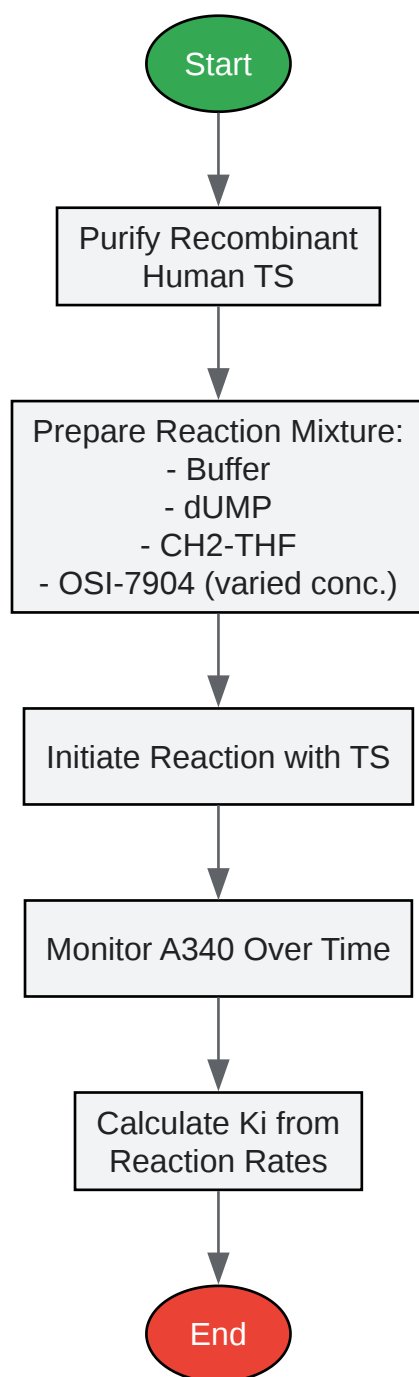 Start
Purify Recombinant
Human TS
Prepare Reaction Mixture:
- Buffer
- dUMP
- CH2-THF
- OSI-7904 (varied conc.)
Initiate Reaction with TS
Monitor A340 Over Time
Calculate Ki from
Reaction Rates
End